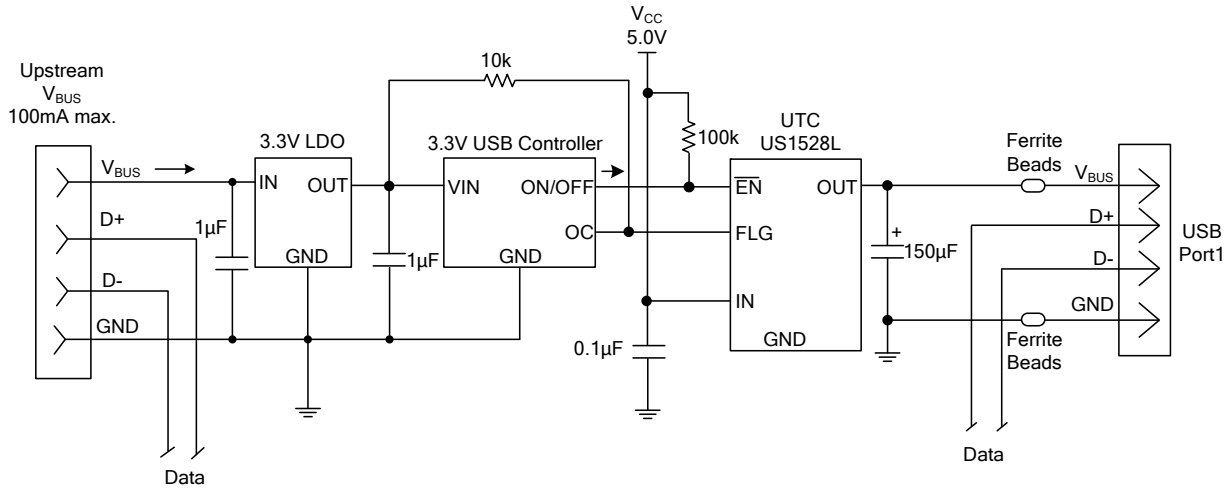 Upstream
VBUS
100mA max.
VBUS
D+
D-
GND
Data
1µF
3.3V LDO
IN
OUT
GND
1µF
10k
3.3V USB Controller
VIN
ON/OFF
OC
GND
VCC
5.0V
100k
0.1µF
UTC
US1528L
EN
OUT
FLG
IN
GND
+
150µF
Ferrite
Beads
Ferrite
Beads
VBUS
D+
D-
GND
USB
Port1
Data